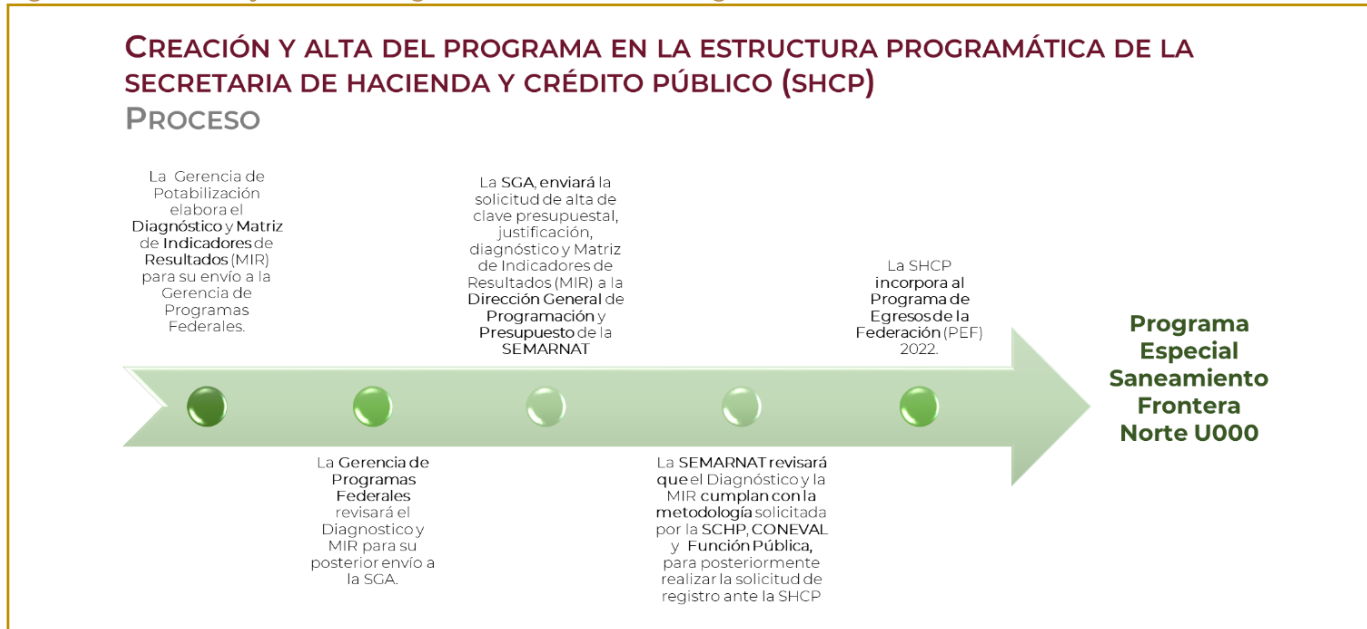 CREACIÓN Y ALTA DEL PROGRAMA EN LA ESTRUCTURA PROGRAMÁTICA DE LA
SECRETARIA DE HACIENDA Y CRÉDITO PÚBLICO (SHCP)
PROCESO
La Gerencia de
Potabilización
elabora el
Diagnóstico y Matriz
de Indicadores de
Resultados (MIR)
para su envío a la
Gerencia de
Programas
Federales.
La Gerencia de
Programas
Federales
revisará el
Diagnostico y
MIR para su
posterior envío a
la SGA.
La SGA, enviará la
solicitud de alta de
clave presupuestal,
justificación,
diagnóstico y Matriz
de Indicadores de
Resultados (MIR) a la
Dirección General de
Programación y
Presupuesto de la
SEMARNAT
La SEMARNAT revisará
que el Diagnóstico y la
MIR cumplan con la
metodología solicitada
por la SCHP, CONEVAL
y Función Pública,
para posteriormente
realizar la solicitud de
registro ante la SHCP
La SHCP
incorpora al
Programa de
Egresos de la
Federación (PEF)
2022.
Programa
Especial
Saneamiento
Frontera
Norte U000